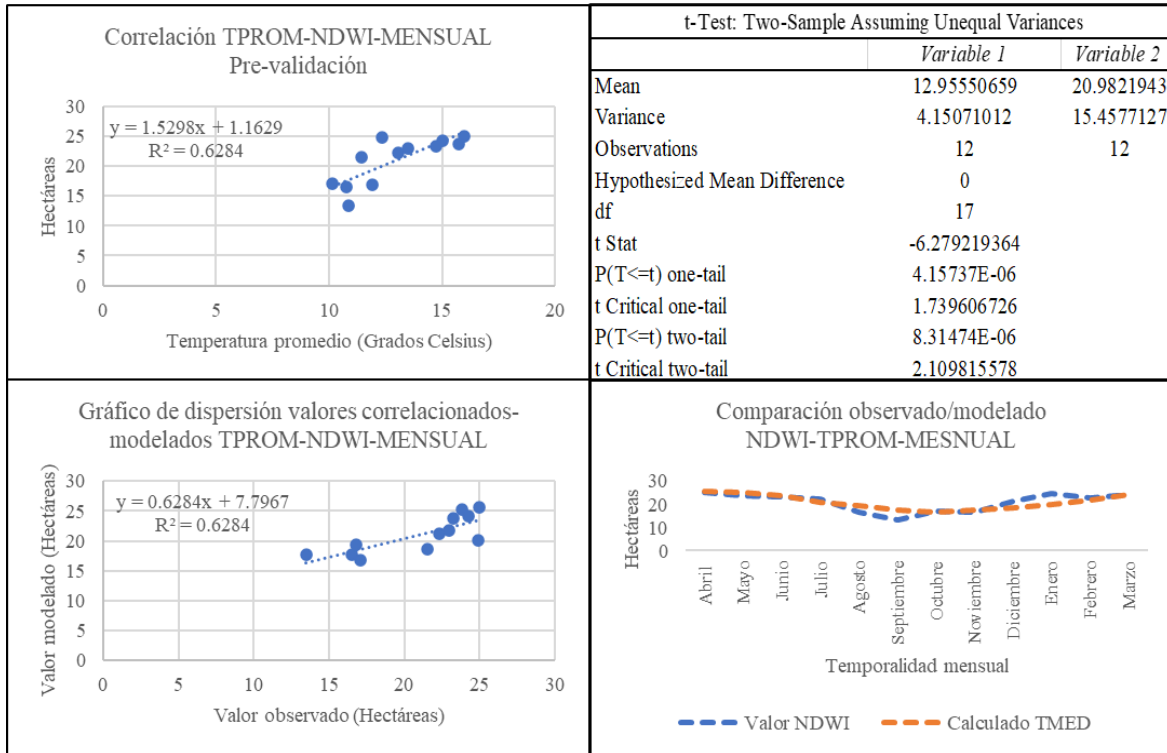 Correlación TPROM-NDWI-MENSUAL
Pre-validación
30
25
20
15
10
5
0
y = 1.5298x + 1.1629
R² = 0.6284
Hectáreas
0 5 10 15 20
Temperatura promedio (Grados Celsius)
t-Test: Two-Sample Assuming Unequal Variances
Variable 1 Variable 2
Mean 12.95550659 20.9821943
Variance 4.15071012 15.4577127
Observations 12 12
Hypothesized Mean Difference 0
df 17
t Stat -6.279219364
P(T<=t) one-tail 4.15737E-06
t Critical one-tail 1.739606726
P(T<=t) two-tail 8.31474E-06
t Critical two-tail 2.109815578
Gráfico de dispersión valores correlacionados-
modelados TPROM-NDWI-MENSUAL
30
25
20
15
10
5
0
y = 0.6284x + 7.7967
R² = 0.6284
Valor modelado (Hectáreas)
0 5 10 15 20 25 30
Valor observado (Hectáreas)
Comparación observado/modelado
NDWI-TPROM-MESNUAL
30
20
10
0
Hectáreas
Abril
Mayo
Junio
Julio
Agosto
Septiembre
Octubre
Noviembre
Diciembre
Enero
Febrero
Marzo
Temporalidad mensual
Valor NDWI Calculado TMED